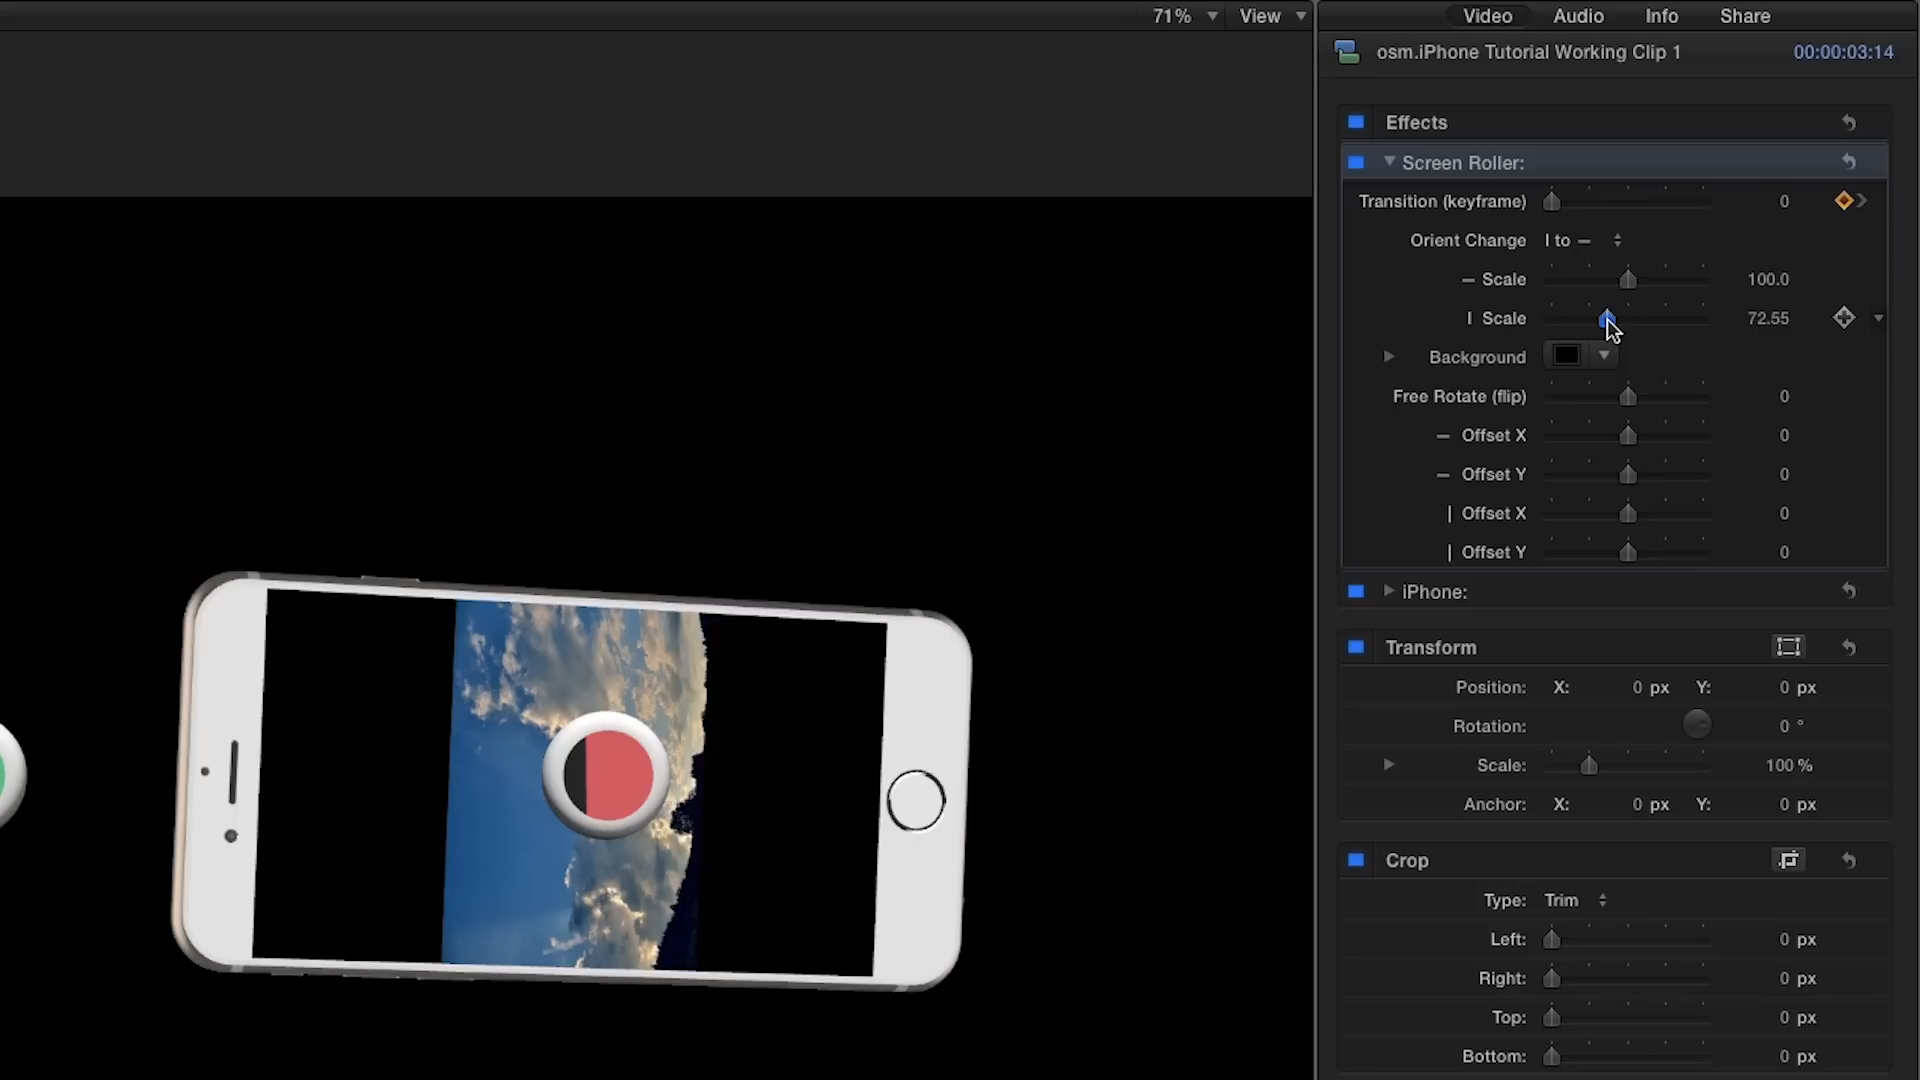 71% View
Video Audio Info Share
osm.iPhone Tutorial Working Clip 1 00:00:03:14
Effects
Screen Roller:
Transition (keyframe) 0
Orient Change I to —
— Scale 100.0
| Scale 72.55
Background
Free Rotate (flip) 0
— Offset X 0
— Offset Y 0
| Offset X 0
| Offset Y 0
iPhone:
Transform
Position: X: 0 px Y: 0 px
Rotation: 0 °
Scale: 100 %
Anchor: X: 0 px Y: 0 px
Crop
Type: Trim
Left: 0 px
Right: 0 px
Top: 0 px
Bottom: 0 px